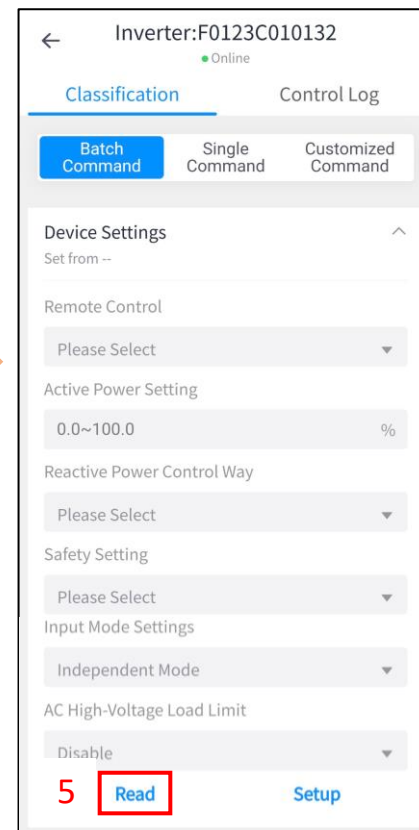 Inverter:F0123C010132
Online
Classification Control Log
Batch Command Single Command Customized Command
Device Settings
Set from --
Remote Control
Please Select
Active Power Setting
0.0~100.0 %
Reactive Power Control Way
Please Select
Safety Setting
Please Select
Input Mode Settings
Independent Mode
AC High-Voltage Load Limit
Disable
5 Read Setup